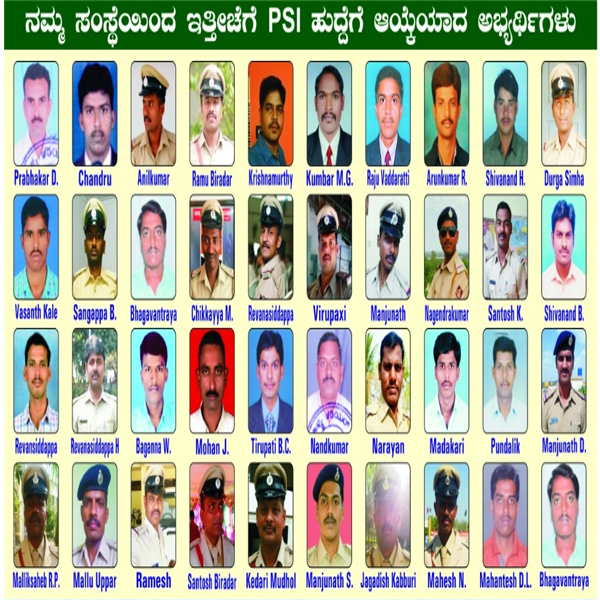 ನಮ್ಮ ಸಂಸ್ಥೆಯಿಂದ ಇತ್ತೀಚೆಗೆ PSI ಹುದ್ದೆಗೆ ಆಯ್ಕೆಯಾದ ಅಭ್ಯರ್ಥಿಗಳು
Prabhakar D. Chandru Anilkumar Ramu Biradar Krishnamurthy Kumbar M.G. Raju Vaddaratti Arunkumar R. Shivanand H. Durga Simha
Vasanth Kale Sangappa B. Bhagavantraya Chikkayya M. Revanasiddappa Virupaxi Manjunath Nagendrakumar Santosh K. Shivanand B.
Revansiddappa Revanasiddappa H Baganna W. Mohan J. Tirupati B.C. Nandkumar Narayan Madakari Pundalik Manjunath D.
Malliksaheb R.P. Mallu Uppar Ramesh Santosh Biradar Kedari Mudhol Manjunath S. Jagadish Kabburi Mahesh N. Mahantesh D.L. Bhagavantraya